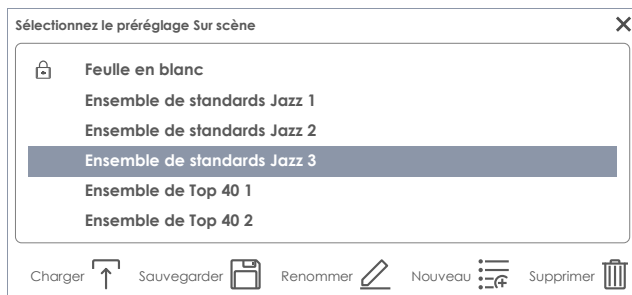 Sélectionnez le préréglage Sur scène
Feulle en blanc
Ensemble de standards Jazz 1
Ensemble de standards Jazz 2
Ensemble de standards Jazz 3
Ensemble de Top 40 1
Ensemble de Top 40 2
Charger Sauvegarder Renommer Nouveau Supprimer